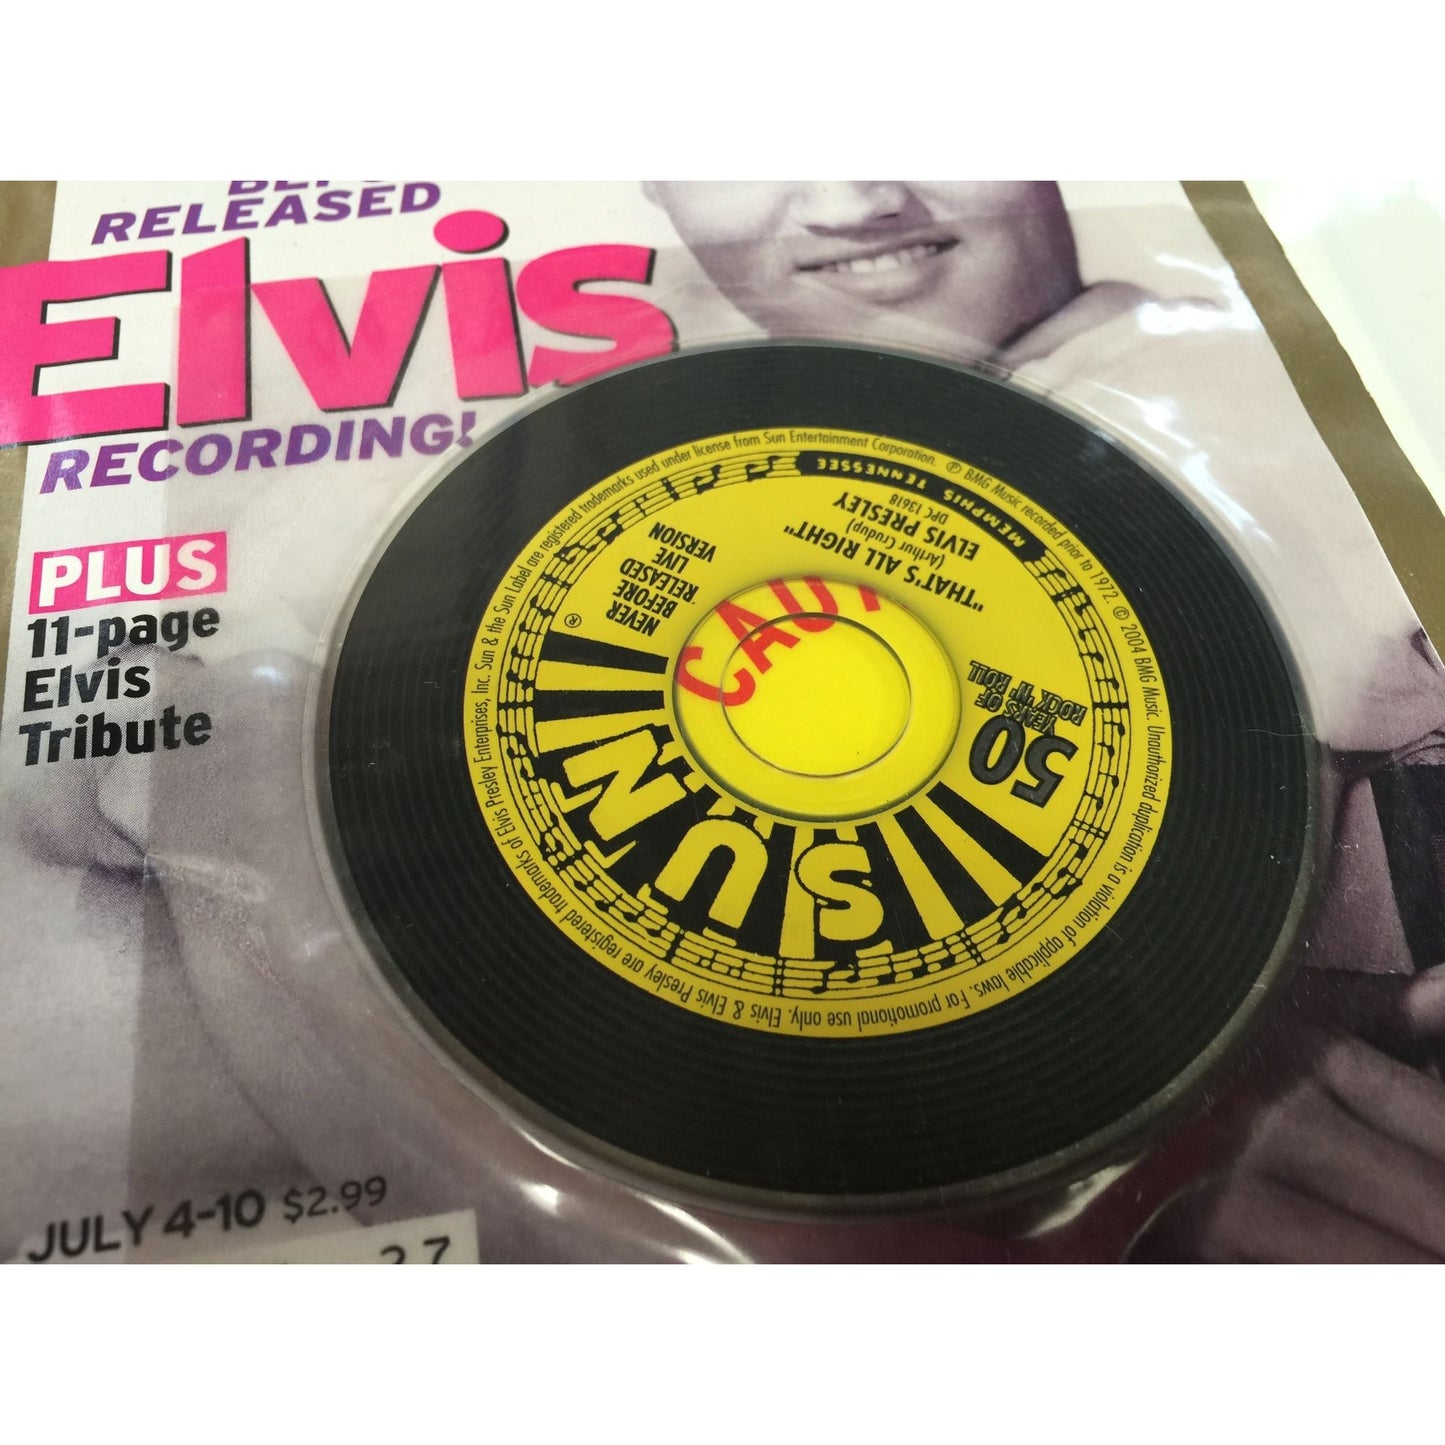 RELEASED
Elvis
RECORDING!
PLUS
11-page
Elvis
Tribute
JULY 4-10 $2.99
SUN
50
YEARS OF
ROCK 'N' ROLL
NEVER
BEFORE
RELEASED
LIVE
VERSION
®
"THAT'S ALL RIGHT"
(Arthur Crudup)
ELVIS PRESLEY
DPC 13618
MEMPHIS TENNESSEE
℗ BMG Music recorded prior to 1972. © 2004 BMG Music. Unauthorized duplication is a violation of applicable laws. For promotional use only. Elvis & Elvis Presley are registered trademarks of Elvis Presley Enterprises, Inc. Sun & the Sun Label are registered trademarks used under license from Sun Entertainment Corporation.